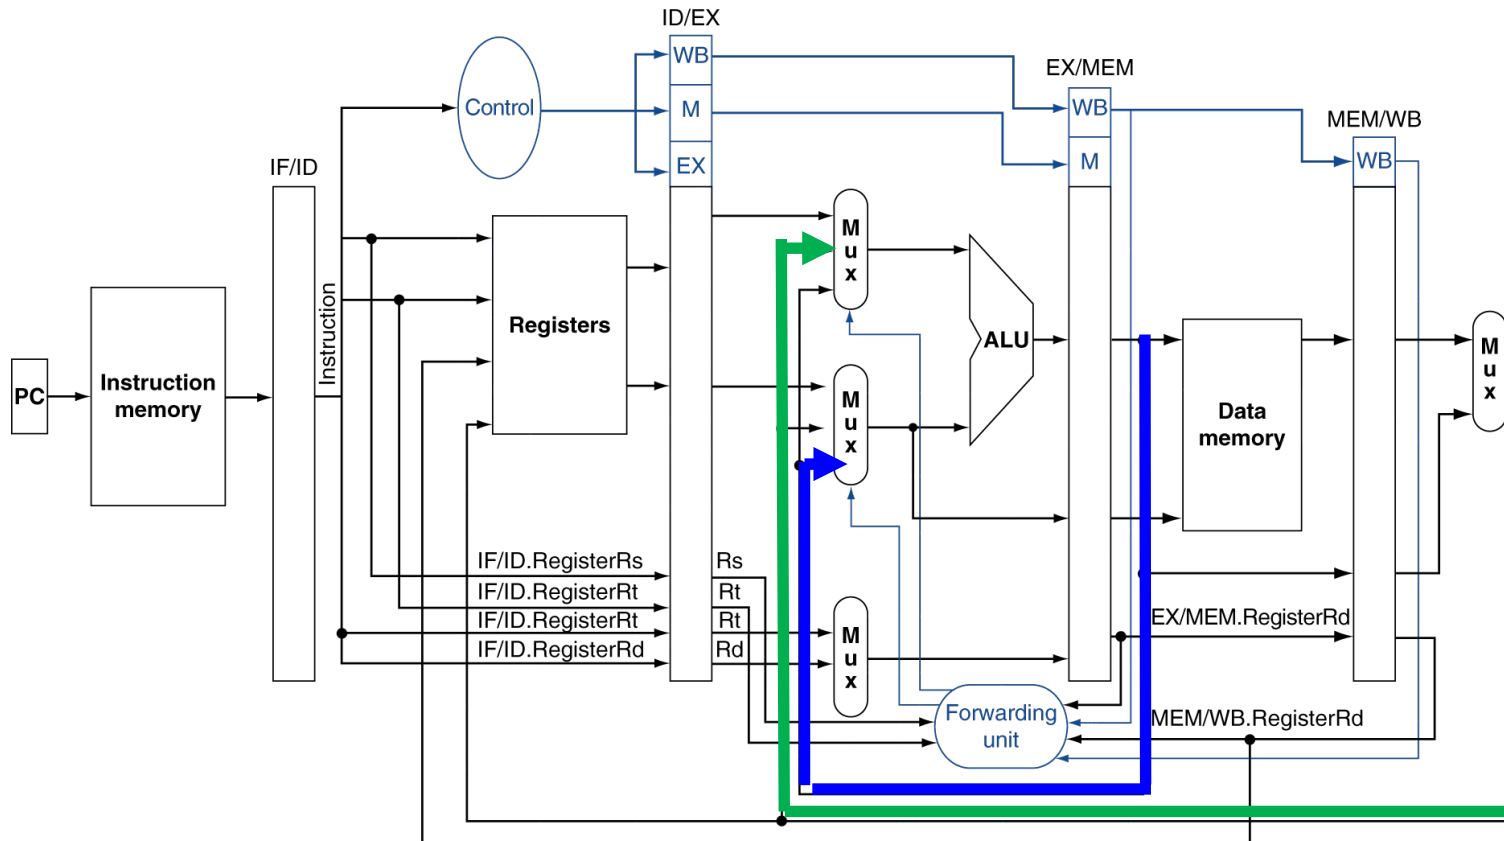 ID/EX
WB
EX/MEM
Control
M
WB
MEM/WB
IF/ID
EX
M
WB
M
u
x
Instruction
Registers
ALU
M
u
x
PC
Instruction
memory
M
u
x
Data
memory
IF/ID.RegisterRs
Rs
IF/ID.RegisterRt
Rt
IF/ID.RegisterRt
Rt
IF/ID.RegisterRd
Rd
M
u
x
EX/MEM.RegisterRd
Forwarding
unit
MEM/WB.RegisterRd